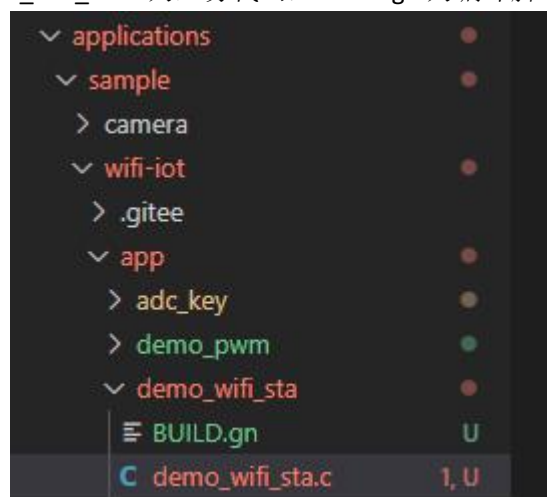 applications
sample
camera
wifi-iot
.gitee
app
adc_key
demo_pwm
demo_wifi_sta
BUILD.gn U
C demo_wifi_sta.c 1, U